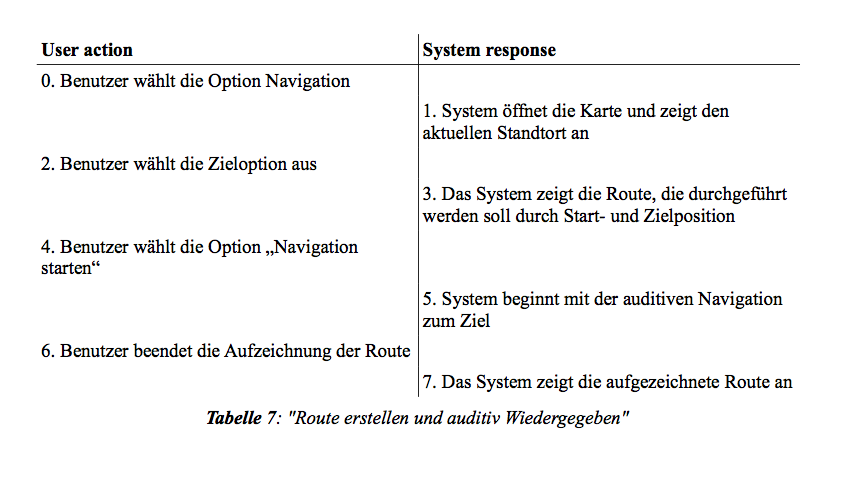 User action
System response
0. Benutzer wählt die Option Navigation
1. System öffnet die Karte und zeigt den
aktuellen Standtort an
2. Benutzer wählt die Zieloption aus
3. Das System zeigt die Route, die durchgeführt
werden soll durch Start- und Zielposition
4. Benutzer wählt die Option „Navigation
starten“
5. System beginnt mit der auditiven Navigation
zum Ziel
6. Benutzer beendet die Aufzeichnung der Route
7. Das System zeigt die aufgezeichnete Route an
Tabelle 7: "Route erstellen und auditiv Wiedergegeben"